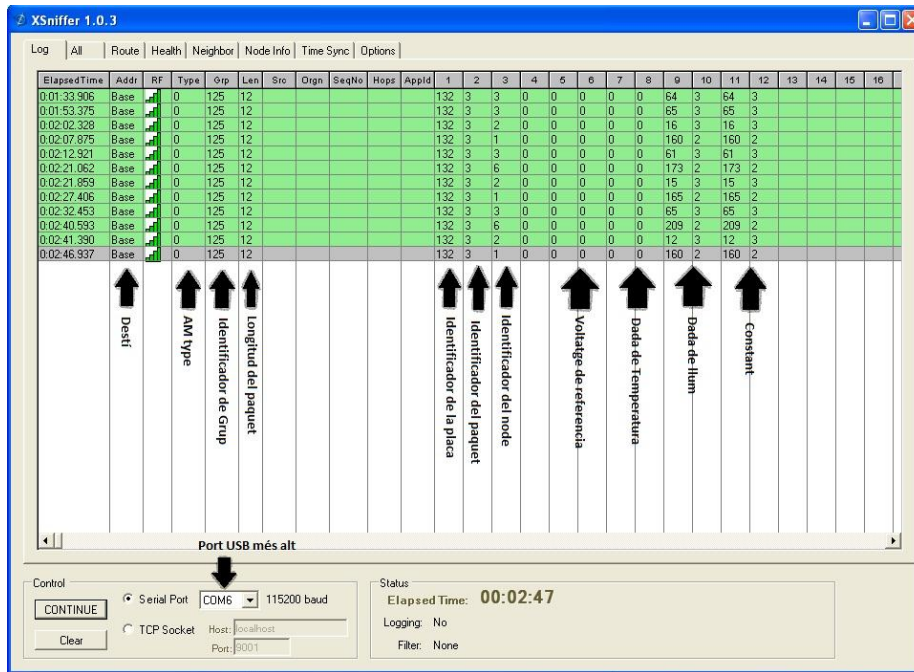 XSniffer 1.0.3
Log All Route Health Neighbor Node Info Time Sync Options
ElapsedTime Addr RF Type Grp Len Src Orgn SeqNo Hops AppId 1 2 3 4 5 6 7 8 9 10 11 12 13 14 15 16
0:01:33.906 Base 0 125 12 132 3 3 0 0 0 0 0 64 3 64 3
0:01:53.375 Base 0 125 12 132 3 3 0 0 0 0 0 65 3 65 3
0:02:02.328 Base 0 125 12 132 3 2 0 0 0 0 0 16 3 16 3
0:02:07.875 Base 0 125 12 132 3 1 0 0 0 0 0 160 2 160 2
0:02:12.921 Base 0 125 12 132 3 3 0 0 0 0 0 61 3 61 3
0:02:21.062 Base 0 125 12 132 3 6 0 0 0 0 0 173 2 173 2
0:02:21.859 Base 0 125 12 132 3 2 0 0 0 0 0 15 3 15 3
0:02:27.406 Base 0 125 12 132 3 1 0 0 0 0 0 165 2 165 2
0:02:32.453 Base 0 125 12 132 3 3 0 0 0 0 0 65 3 65 3
0:02:40.593 Base 0 125 12 132 3 6 0 0 0 0 0 209 2 209 2
0:02:41.390 Base 0 125 12 132 3 2 0 0 0 0 0 12 3 12 3
0:02:46.937 Base 0 125 12 132 3 1 0 0 0 0 0 160 2 160 2
Destí
AM type
Identificador de Grup
Longitud del paquet
Identificador de la placa
Identificador del paquet
Identificador del node
Voltatge de referencia
Dada de Temperatura
Dada de llum
Constant
Port USB més alt
Control
CONTINUE
Clear
Serial Port COM6 115200 baud
TCP Socket Host: localhost
Port: 9001
Status
Elapsed Time: 00:02:47
Logging: No
Filter: None